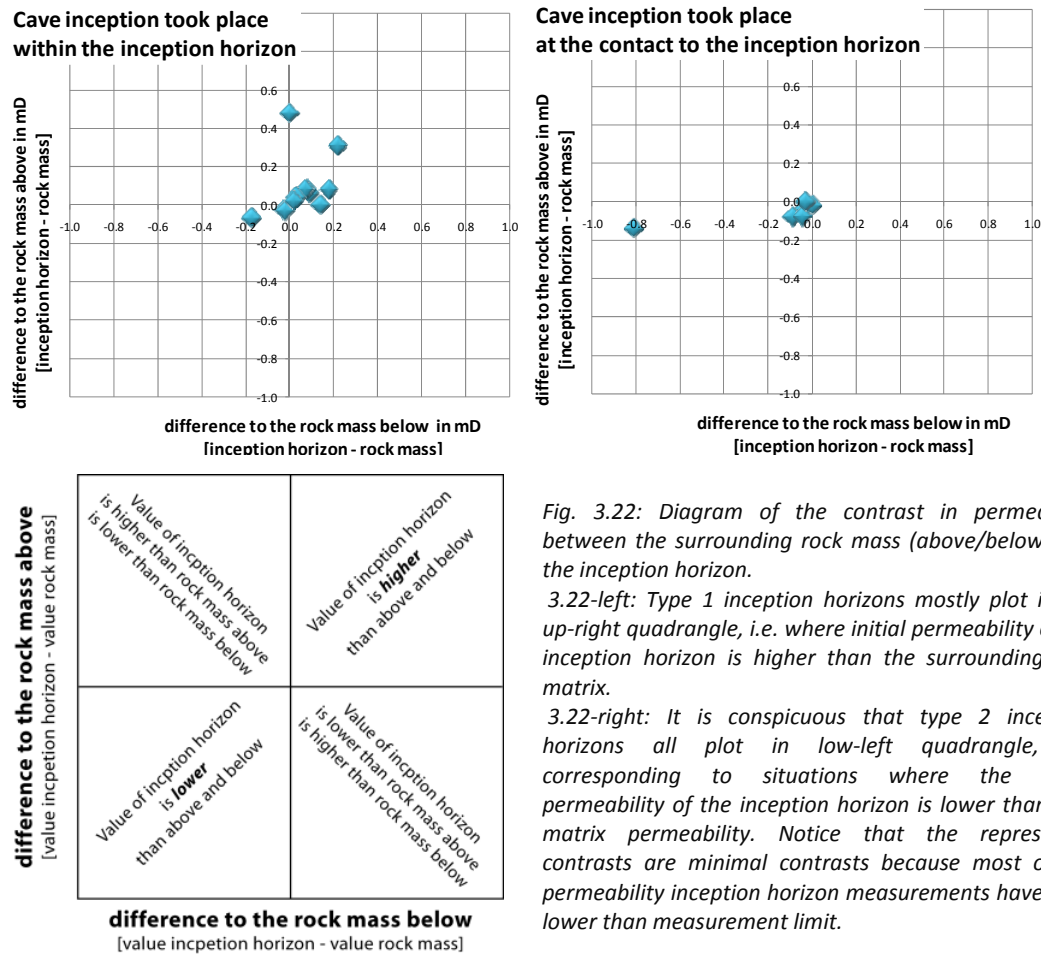 Cave inception took place
within the inception horizon
0.6
0.4
0.2
0.0
-1.0 -0.8 -0.6 -0.4 -0.2 0.0 0.2 0.4 0.6 0.8 1.0
-0.2
-0.4
-0.6
-0.8
-1.0
difference to the rock mass above in mD
[inception horizon - rock mass]
difference to the rock mass below in mD
[inception horizon - rock mass]
Cave inception took place
at the contact to the inception horizon
0.6
0.4
0.2
0.0
-1.0 -0.8 -0.6 -0.4 -0.2 0.0 0.2 0.4 0.6 0.8 1.0
-0.2
-0.4
-0.6
-0.8
-1.0
difference to the rock mass above in mD
[inception horizon - rock mass]
difference to the rock mass below in mD
[inception horizon - rock mass]
difference to the rock mass above
[value incpetion horizon - value rock mass]
Value of inception horizon
is higher than rock mass above
is lower than rock mass below
Value of incption horizon
is higher
than above and below
Value of incption horizon
is lower
than above and below
Value of inception horizon
is lower than rock mass above
is higher than rock mass below
difference to the rock mass below
[value incpetion horizon - value rock mass]
Fig. 3.22: Diagram of the contrast in permea
between the surrounding rock mass (above/below
the inception horizon.
3.22-left: Type 1 inception horizons mostly plot i
up-right quadrangle, i.e. where initial permeability
inception horizon is higher than the surrounding
matrix.
3.22-right: It is conspicuous that type 2 ince
horizons all plot in low-left quadrangle,
corresponding to situations where the
permeability of the inception horizon is lower than
matrix permeability. Notice that the repres
contrasts are minimal contrasts because most o
permeability inception horizon measurements have
lower than measurement limit.